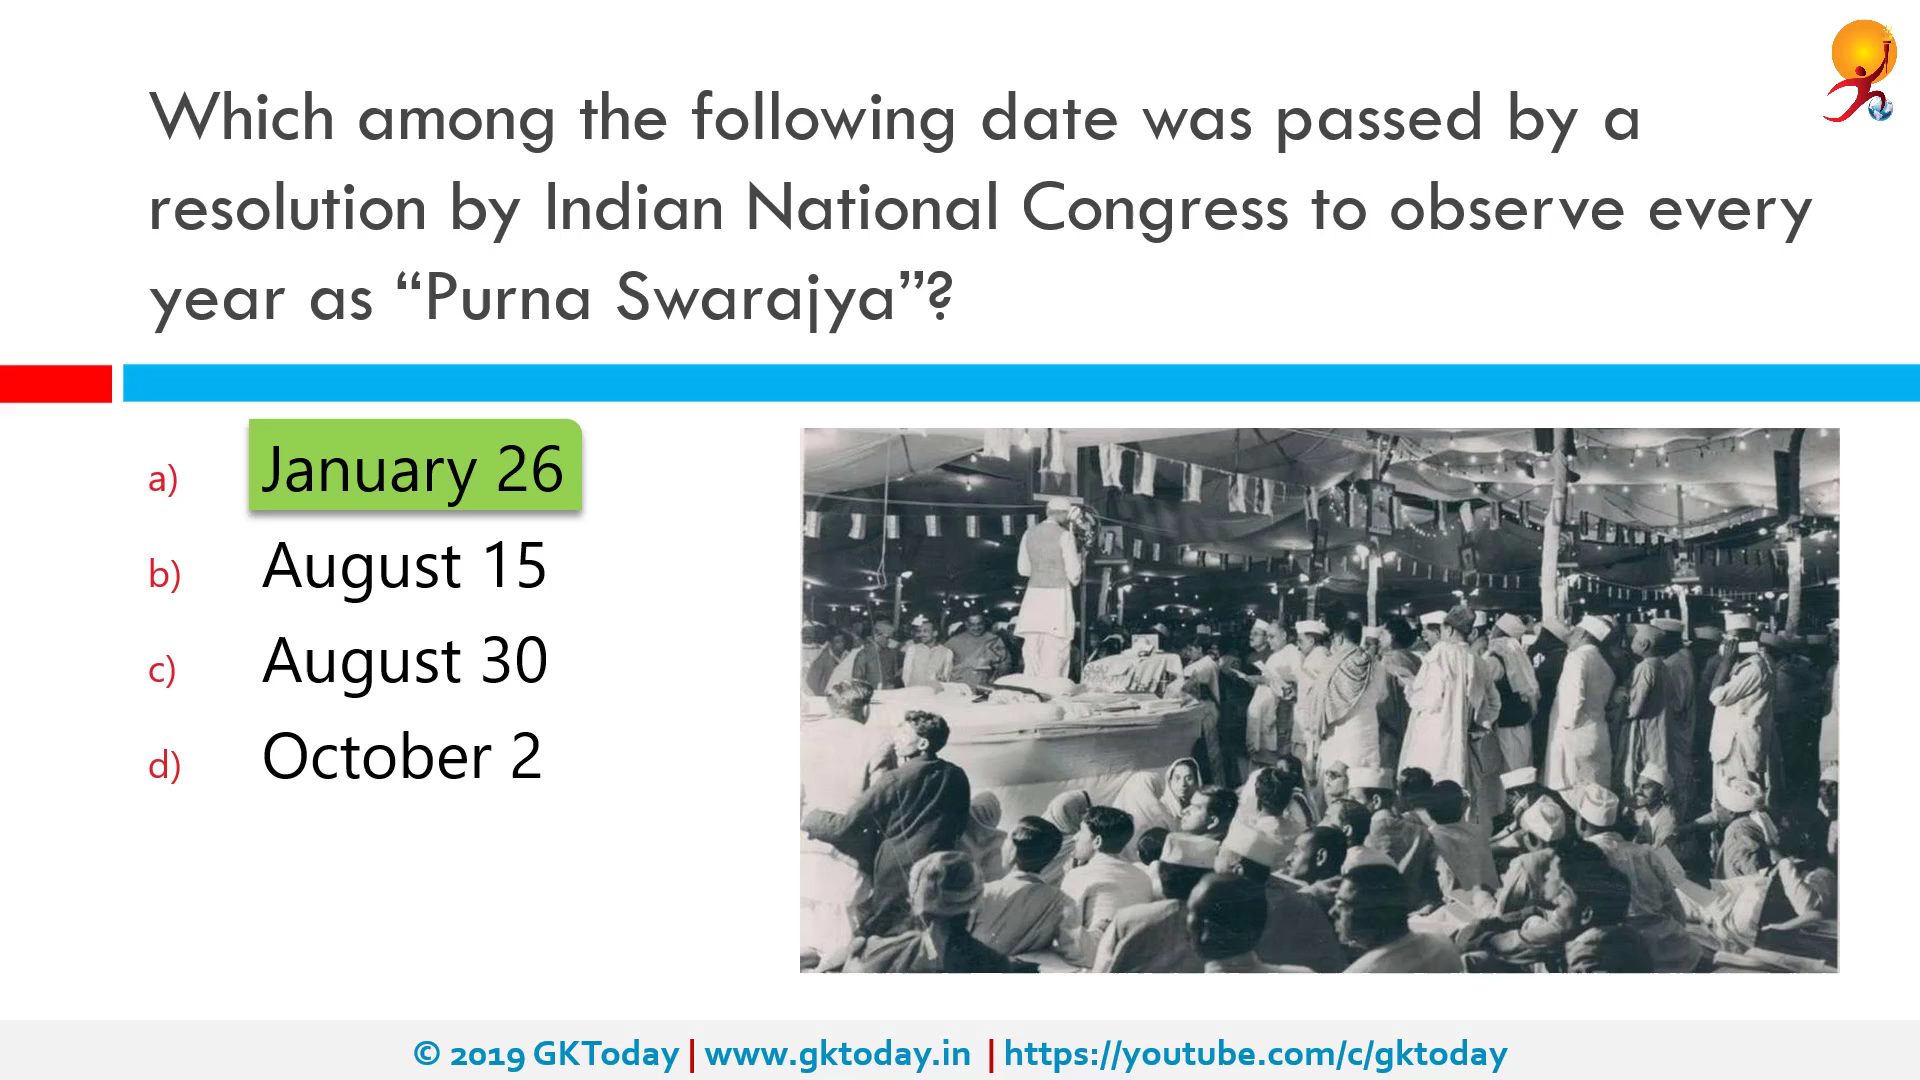 Which among the following date was passed by a
resolution by Indian National Congress to observe every
year as “Purna Swarajya”?
a) January 26
b) August 15
c) August 30
d) October 2
© 2019 GKToday | www.gktoday.in | https://youtube.com/c/gktoday